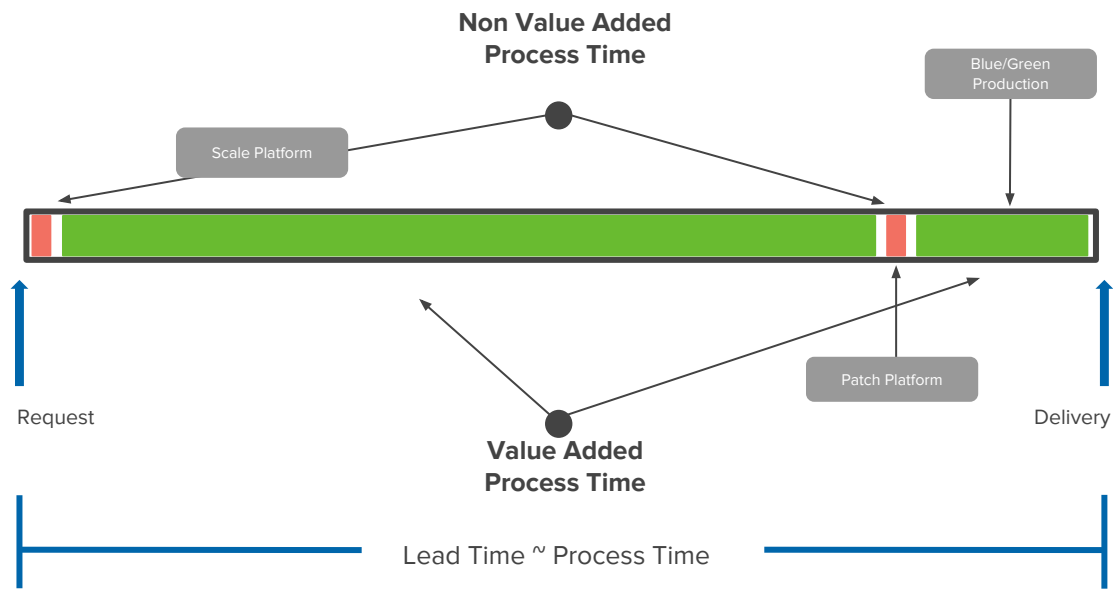 Non Value Added
Process Time
Blue/Green
Production
Scale Platform
Patch Platform
Request
Delivery
Value Added
Process Time
Lead Time ~ Process Time